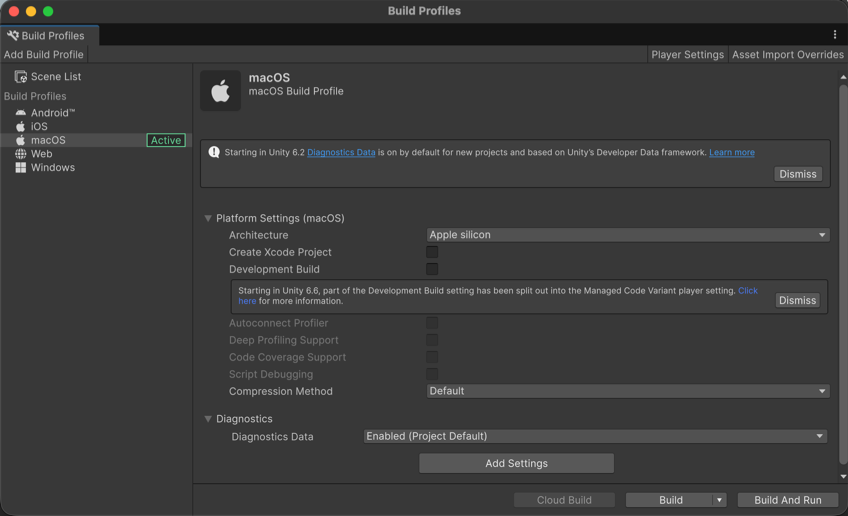 Build Profiles
Build Profiles
Add Build Profile
Player Settings
Asset Import Overrides
Scene List
Build Profiles
Android™
iOS
macOS
Active
Web
Windows
macOS
macOS Build Profile
Starting in Unity 6.2 Diagnostics Data is on by default for new projects and based on Unity's Developer Data framework. Learn more
Dismiss
Platform Settings (macOS)
Architecture
Apple silicon
Create Xcode Project
Development Build
Starting in Unity 6.6, part of the Development Build setting has been split out into the Managed Code Variant player setting. Click
here for more information.
Dismiss
Autoconnect Profiler
Deep Profiling Support
Code Coverage Support
Script Debugging
Compression Method
Default
Diagnostics
Diagnostics Data
Enabled (Project Default)
Add Settings
Cloud Build
Build
Build And Run